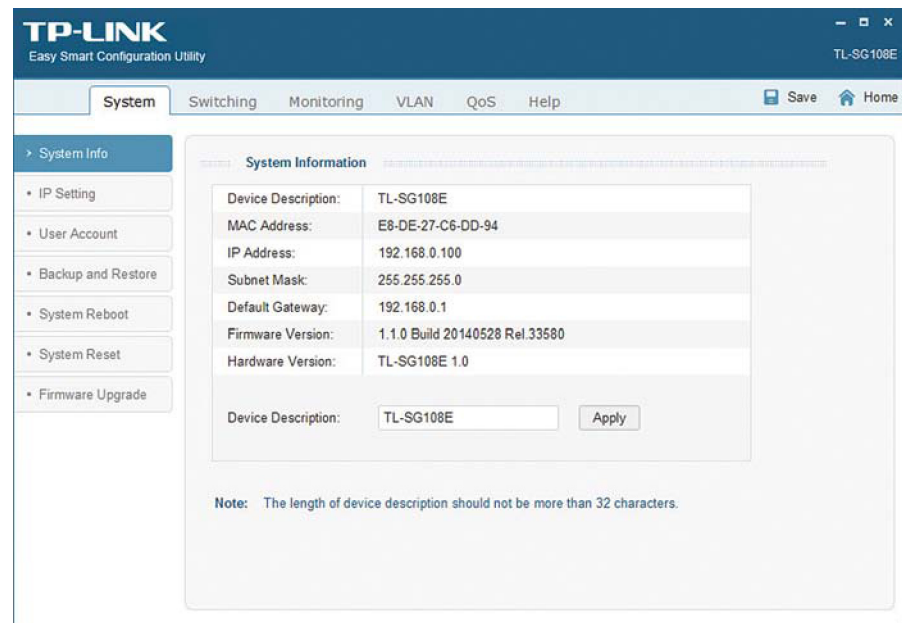 TP-LINK
Easy Smart Configuration Utility
TL-SG108E
System Switching Monitoring VLAN QoS Help Save Home
> System Info
• IP Setting
• User Account
• Backup and Restore
• System Reboot
• System Reset
• Firmware Upgrade
System Information
Device Description: TL-SG108E
MAC Address: E8-DE-27-C6-DD-94
IP Address: 192.168.0.100
Subnet Mask: 255.255.255.0
Default Gateway: 192.168.0.1
Firmware Version: 1.1.0 Build 20140528 Rel.33580
Hardware Version: TL-SG108E 1.0
Device Description: TL-SG108E Apply
Note: The length of device description should not be more than 32 characters.